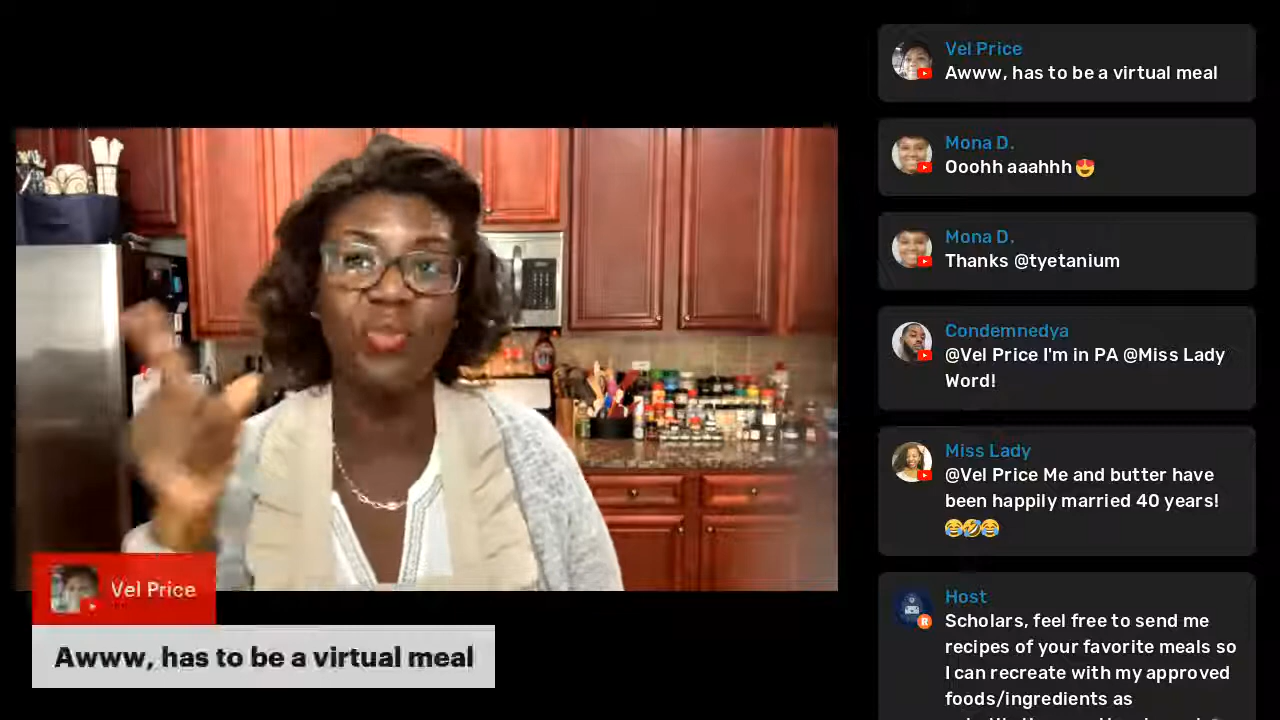 Vel Price
Awww, has to be a virtual meal
Mona D.
Ooohh aaahhh😍
Mona D.
Thanks @tyetanium
Condemnedya
@Vel Price I'm in PA @Miss Lady
Word!
Miss Lady
@Vel Price Me and butter have
been happily married 40 years!
😂🤣😂
Host
Scholars, feel free to send me
recipes of your favorite meals so
I can recreate with my approved
foods/ingredients as
Vel Price
Awww, has to be a virtual meal